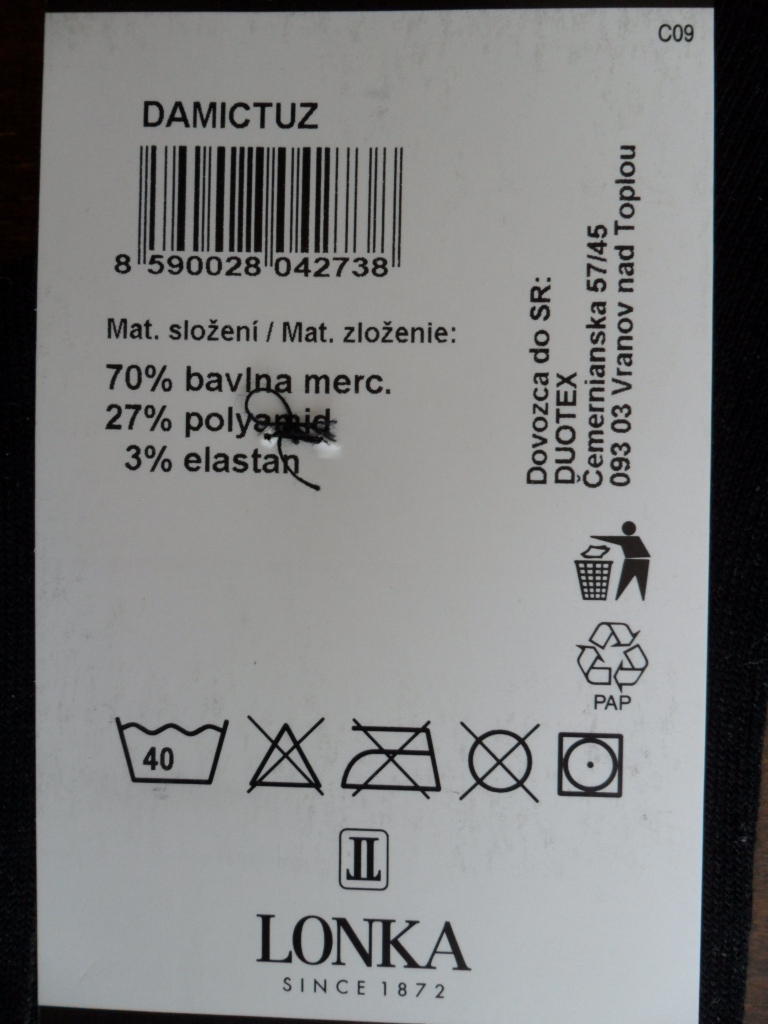 C09
DAMICTUZ
8 590028 042738
Mat. složení / Mat. zloženie:
70% bavlna merc.
27% polyamid
3% elastan
Dovozca do SR:
DUOTEX
Čemernianska 57/45
093 03 Vranov nad Topľou
PAP
40
LONKA
SINCE 1872